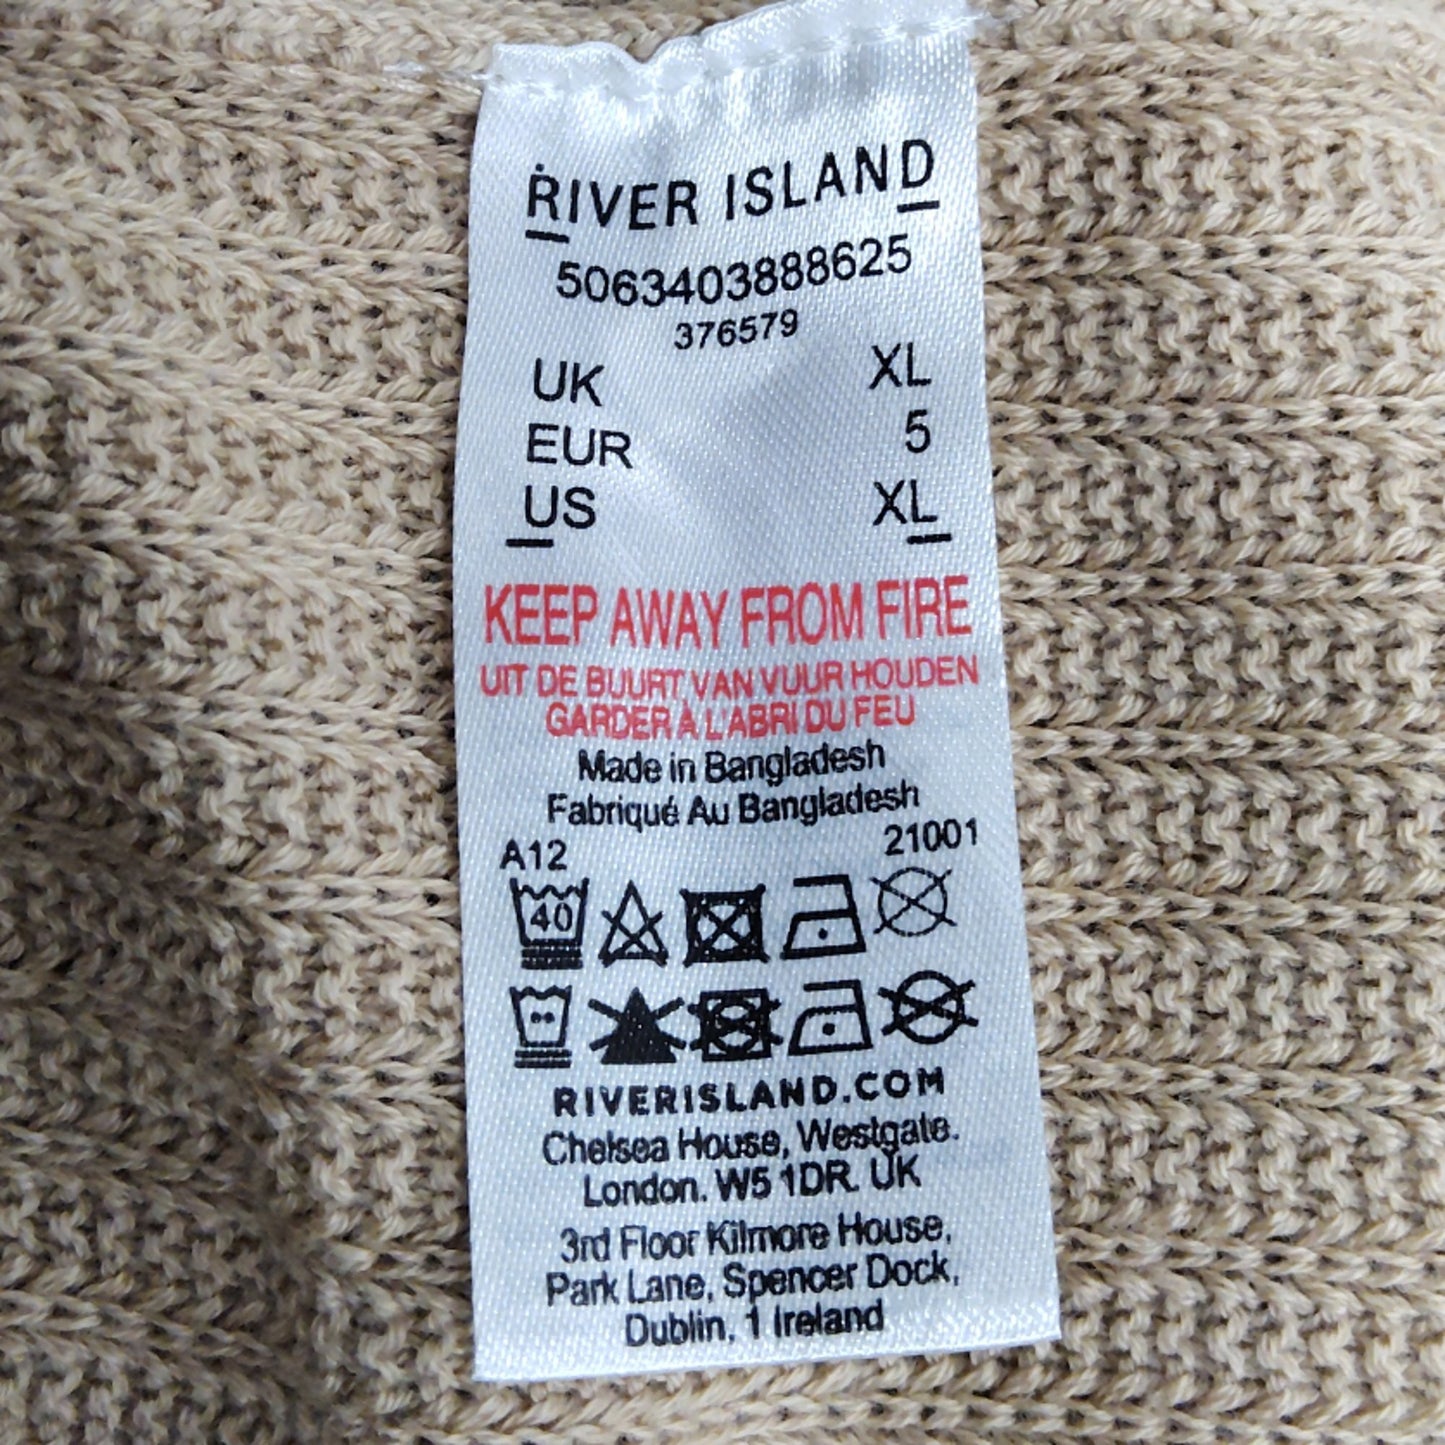 RIVER ISLAND
5063403888625
376579
UK XL
EUR 5
US XL
KEEP AWAY FROM FIRE
UIT DE BUURT VAN VUUR HOUDEN
GARDER À L'ABRI DU FEU
Made in Bangladesh
Fabriqué Au Bangladesh
A12 21001
40
RIVERISLAND.COM
Chelsea House, Westgate.
London. W5 1DR. UK
3rd Floor Kilmore House,
Park Lane, Spencer Dock,
Dublin, 1 Ireland